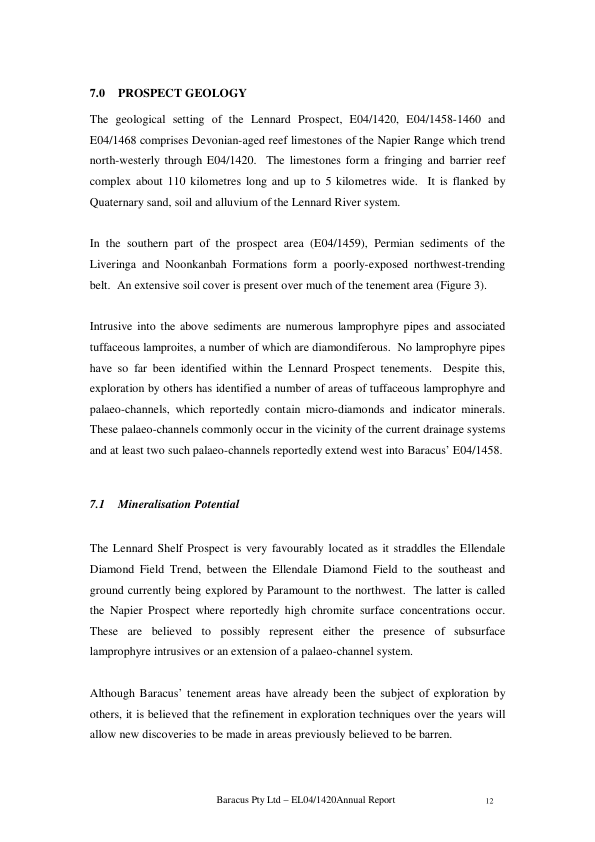 7.0 PROSPECT GEOLOGY
The geological setting of the Lennard Prospect, E04/1420, E04/1458-1460 and
E04/1468 comprises Devonian-aged reef limestones of the Napier Range which trend
north-westerly through E04/1420. The limestones form a fringing and barrier reef
complex about 110 kilometres long and up to 5 kilometres wide. It is flanked by
Quaternary sand, soil and alluvium of the Lennard River system.
In the southern part of the prospect area (E04/1459), Permian sediments of the
Liveringa and Noonkanbah Formations form a poorly-exposed northwest-trending
belt. An extensive soil cover is present over much of the tenement area (Figure 3).
Intrusive into the above sediments are numerous lamprophyre pipes and associated
tuffaceous lamproites, a number of which are diamondiferous. No lamprophyre pipes
have so far been identified within the Lennard Prospect tenements. Despite this,
exploration by others has identified a number of areas of tuffaceous lamprophyre and
palaeo-channels, which reportedly contain micro-diamonds and indicator minerals.
These palaeo-channels commonly occur in the vicinity of the current drainage systems
and at least two such palaeo-channels reportedly extend west into Baracus' E04/1458.
7.1 Mineralisation Potential
The Lennard Shelf Prospect is very favourably located as it straddles the Ellendale
Diamond Field Trend, between the Ellendale Diamond Field to the southeast and
ground currently being explored by Paramount to the northwest. The latter is called
the Napier Prospect where reportedly high chromite surface concentrations occur.
These are believed to possibly represent either the presence of subsurface
lamprophyre intrusives or an extension of a palaeo-channel system.
Although Baracus' tenement areas have already been the subject of exploration by
others, it is believed that the refinement in exploration techniques over the years will
allow new discoveries to be made in areas previously believed to be barren.
Baracus Pty Ltd – EL04/1420Annual Report 12